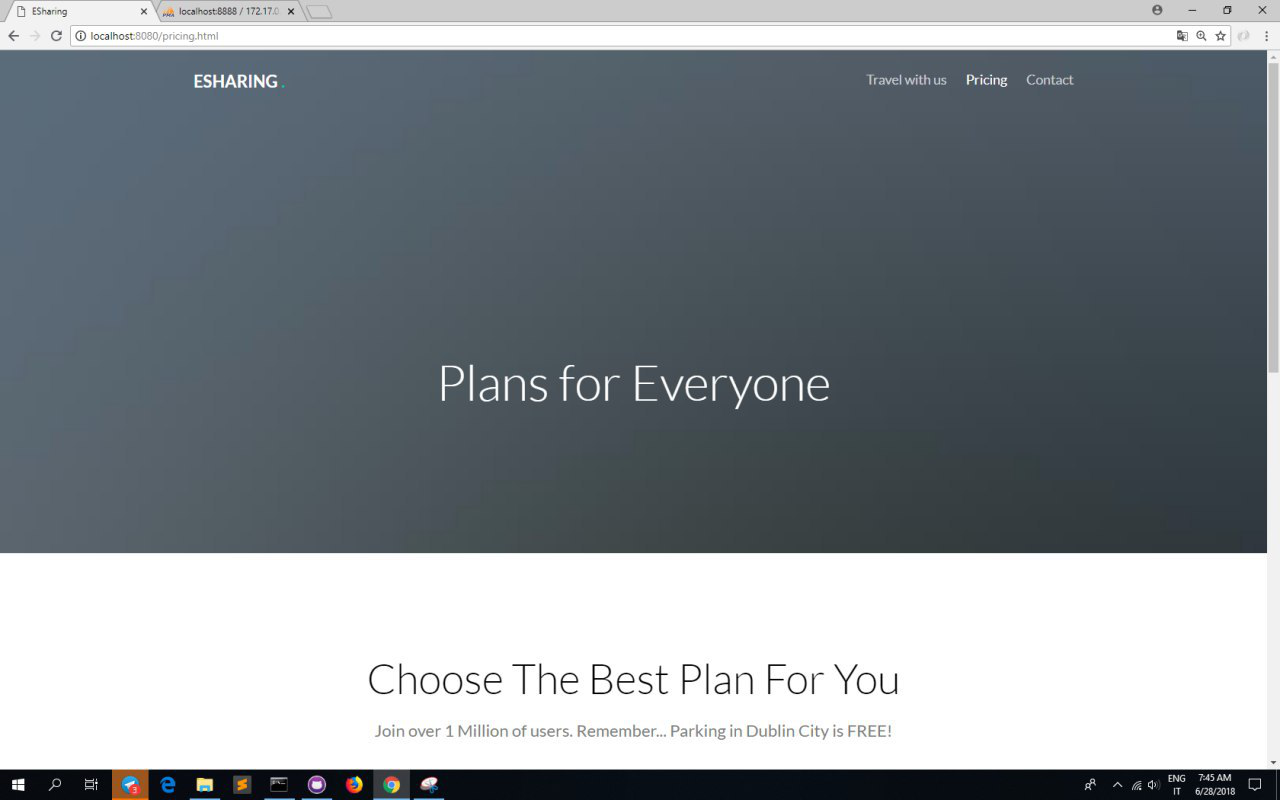 ESharing
localhost:8888 / 172.17.0
localhost:8080/pricing.html
ESHARING .
Travel with us
Pricing
Contact
Plans for Everyone
Choose The Best Plan For You
Join over 1 Million of users. Remember... Parking in Dublin City is FREE!
3
ENG
IT
7:45 AM
6/28/2018